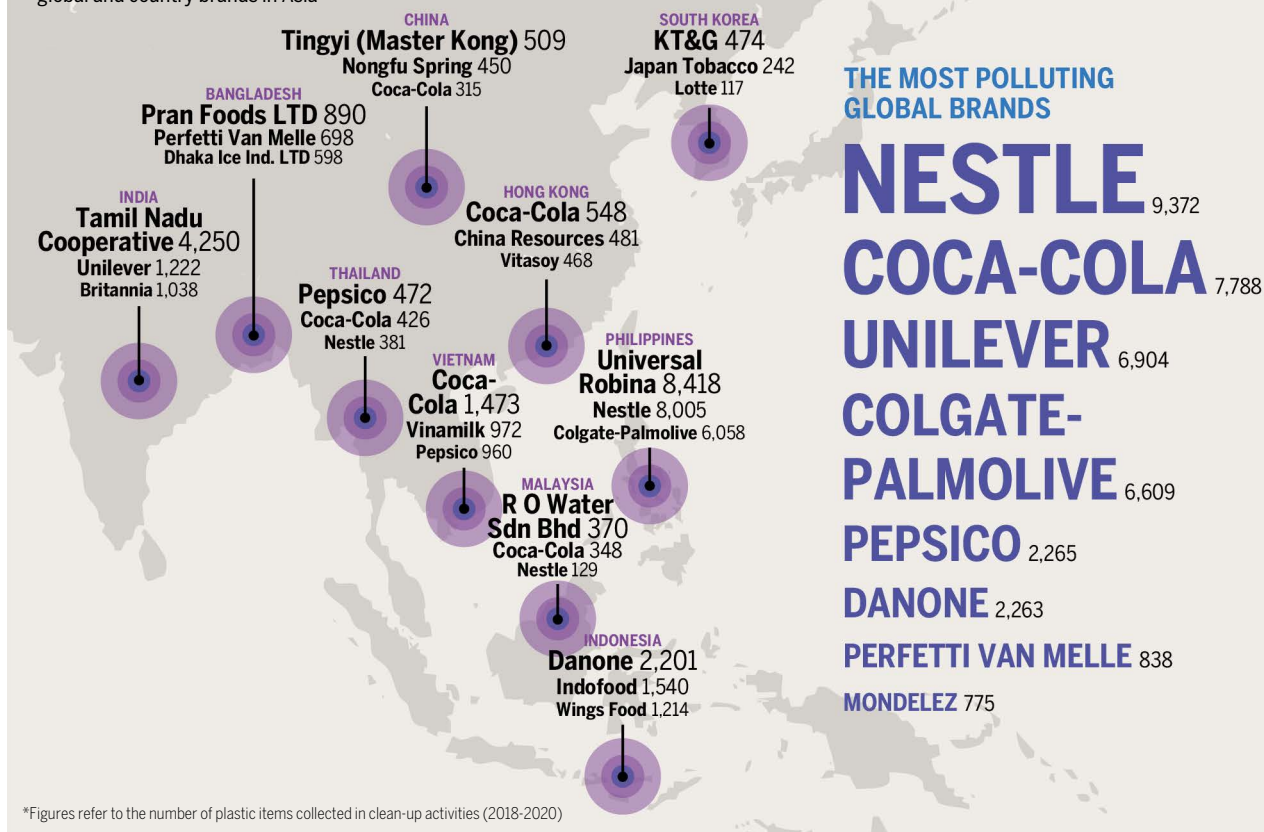 global and country brands in Asia
CHINA
Tingyi (Master Kong) 509
Nongfu Spring 450
Coca-Cola 315
SOUTH KOREA
KT&G 474
Japan Tobacco 242
Lotte 117
BANGLADESH
Pran Foods LTD 890
Perfetti Van Melle 698
Dhaka Ice Ind. LTD 598
INDIA
Tamil Nadu
Cooperative 4,250
Unilever 1,222
Britannia 1,038
HONG KONG
Coca-Cola 548
China Resources 481
Vitasoy 468
THAILAND
Pepsico 472
Coca-Cola 426
Nestle 381
VIETNAM
Coca-
Cola 1,473
Vinamilk 972
Pepsico 960
PHILIPPINES
Universal
Robina 8,418
Nestle 8,005
Colgate-Palmolive 6,058
MALAYSIA
R O Water
Sdn Bhd 370
Coca-Cola 348
Nestle 129
INDONESIA
Danone 2,201
Indofood 1,540
Wings Food 1,214
THE MOST POLLUTING
GLOBAL BRANDS
NESTLE 9,372
COCA-COLA 7,788
UNILEVER 6,904
COLGATE-
PALMOLIVE 6,609
PEPSICO 2,265
DANONE 2,263
PERFETTI VAN MELLE 838
MONDELEZ 775
*Figures refer to the number of plastic items collected in clean-up activities (2018-2020)